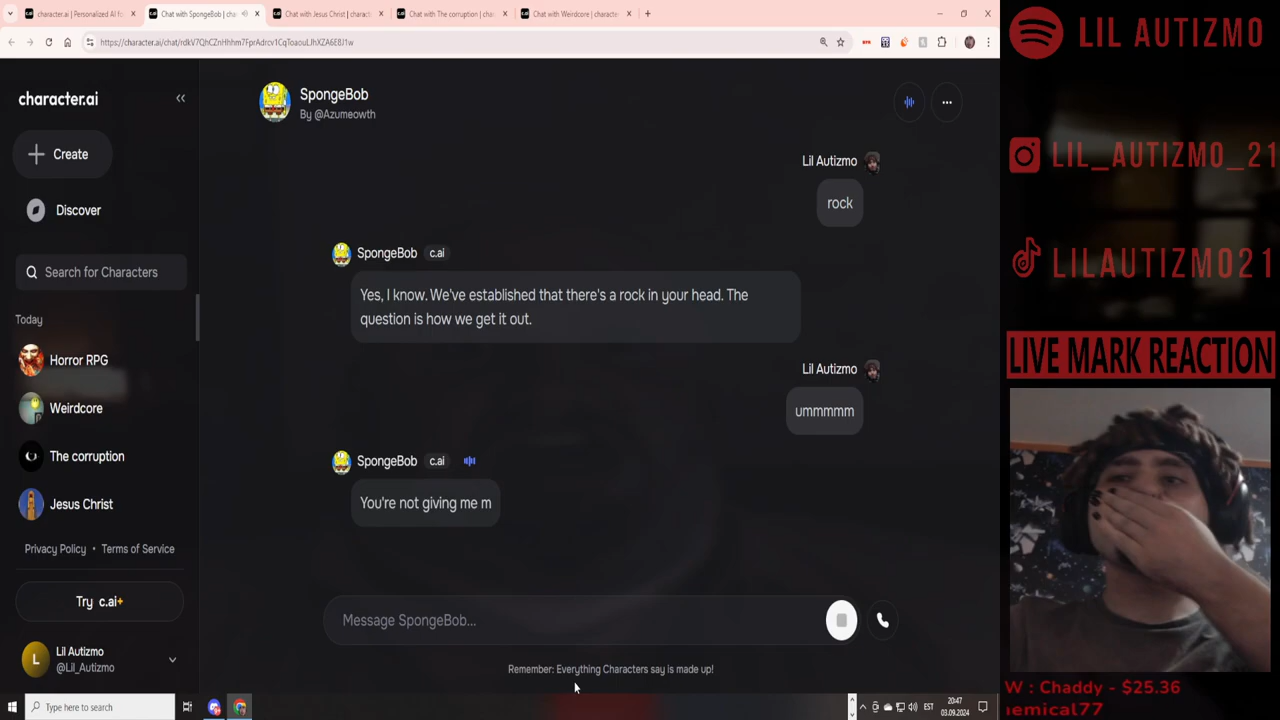 character.ai | Personalized AI fo
Chat with SpongeBob | cha
Chat with Jesus Christ | charact
Chat with The corruption | cha
Chat with Weirdcore | characte
https://character.ai/chat/
LIL AUTIZMO
character.ai
SpongeBob
By @Azumeowth
Create
Lil Autizmo
rock
LIL_AUTIZMO_21
Discover
SpongeBob c.ai
Search for Characters
Yes, I know. We've established that there's a rock in your head. The
question is how we get it out.
LILAUTIZMO21
Today
Horror RPG
Lil Autizmo
LIVE MARK REACTION
Weirdcore
ummmmm
The corruption
SpongeBob c.ai
Jesus Christ
You're not giving me m
Privacy Policy • Terms of Service
Try c.ai+
Message SpongeBob...
L
Lil Autizmo
@Lil_Autizmo
Remember: Everything Characters say is made up!
W : Chaddy - $25.36
Type here to search
EST
20:47
03.09.2024
emical77